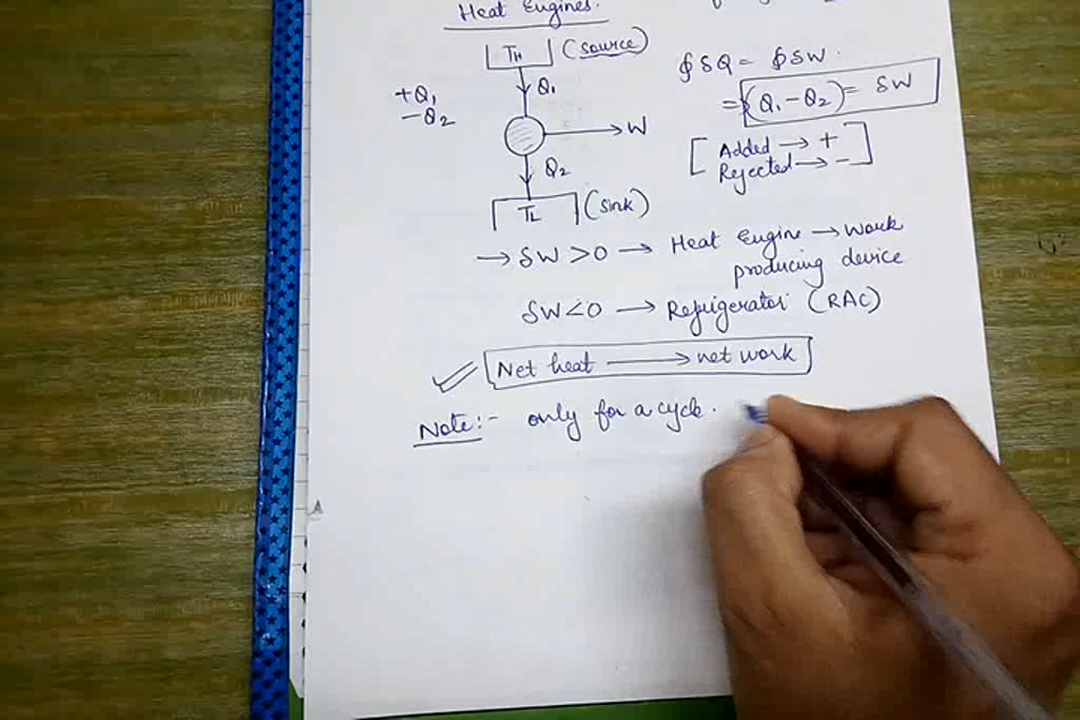 Heat Engines.
TH (source)
Q1
+Q1
-Q2
W
Q2
TL (Sink)
∮ δQ = ∮ δW.
= (Q1 - Q2) = δW
[ Added → +
Rejected → - ]
→ δW > 0 → Heat Engine → Work
producing device
δW < 0 → Refrigerator (RAC)
Net heat → net work
Note:- only for a cycle.